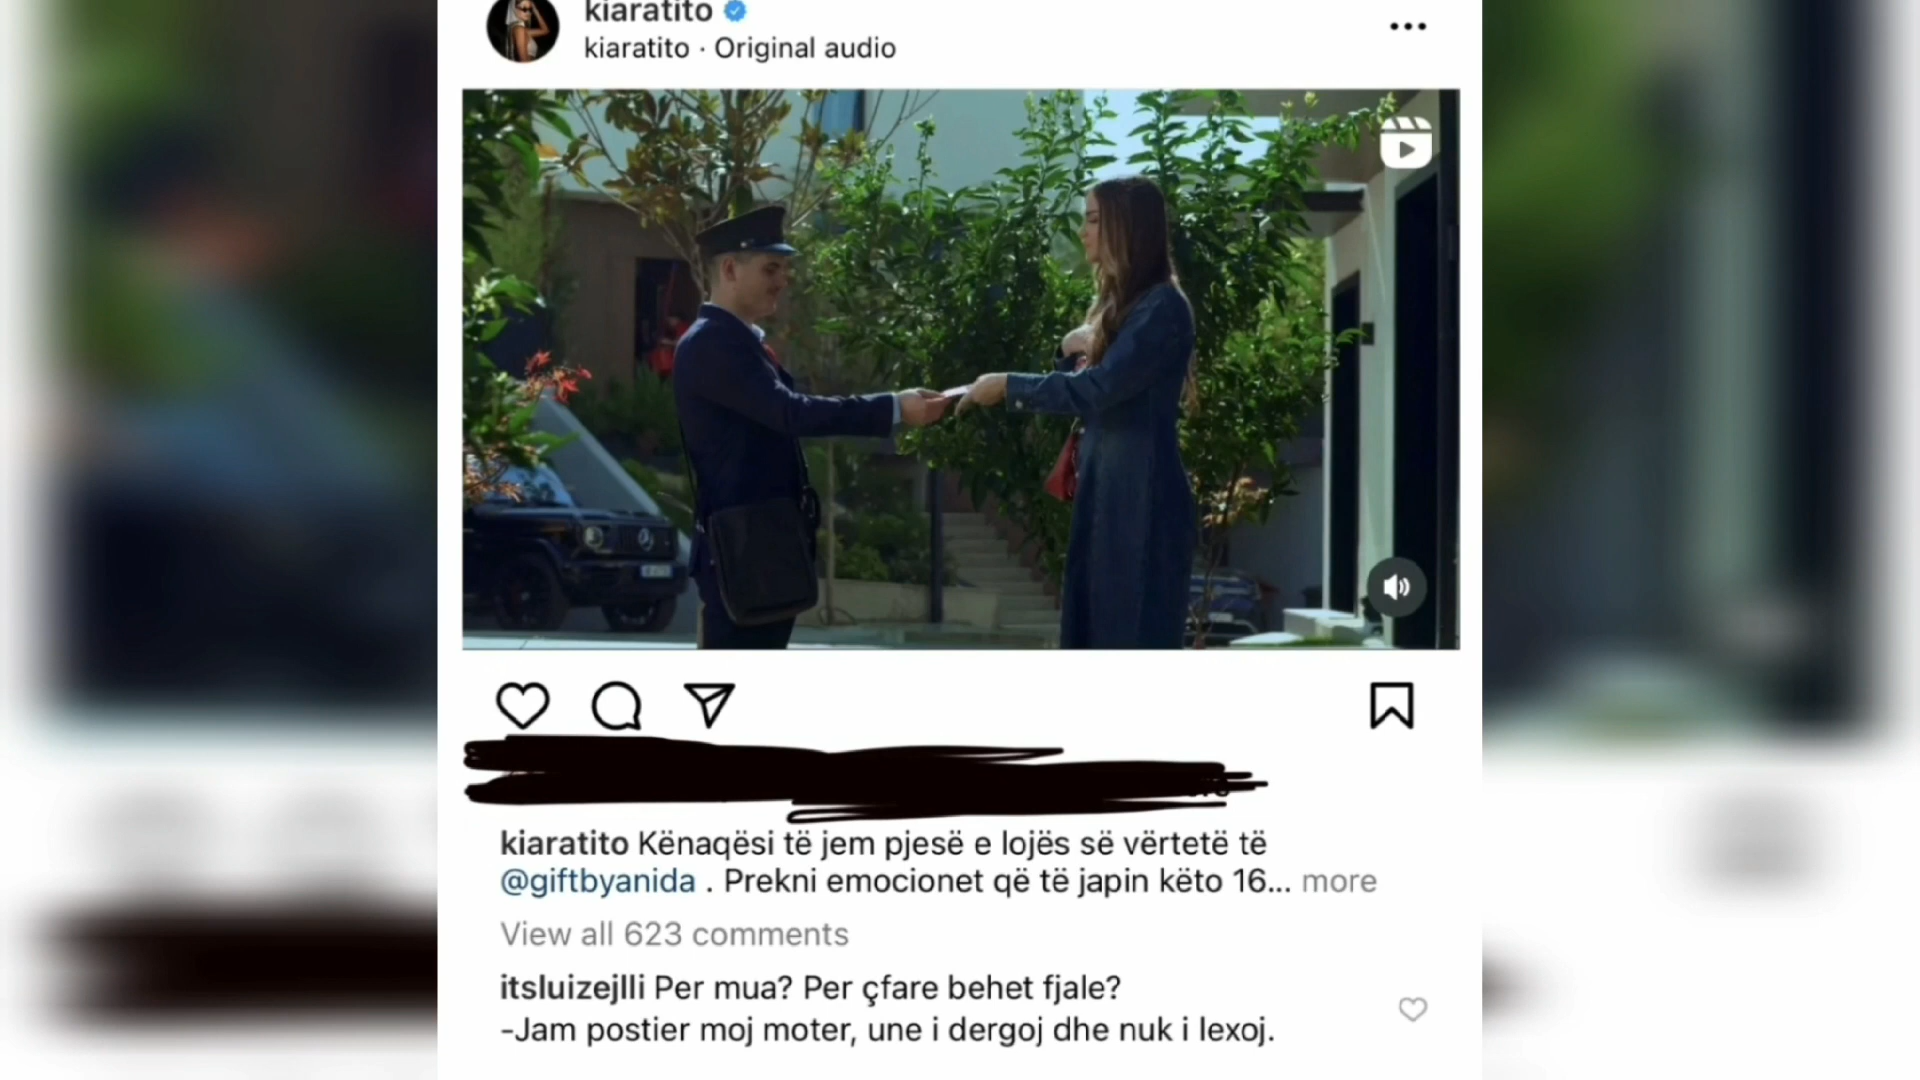 kiaratito
kiaratito · Original audio
kiaratito Kënaqësi të jem pjesë e lojës së vërtetë të
@giftbyanida . Prekni emocionet që të japin këto 16... more
View all 623 comments
itsluizejlli Per mua? Per çfare behet fjale?
-Jam postier moj moter, une i dergoj dhe nuk i lexoj.